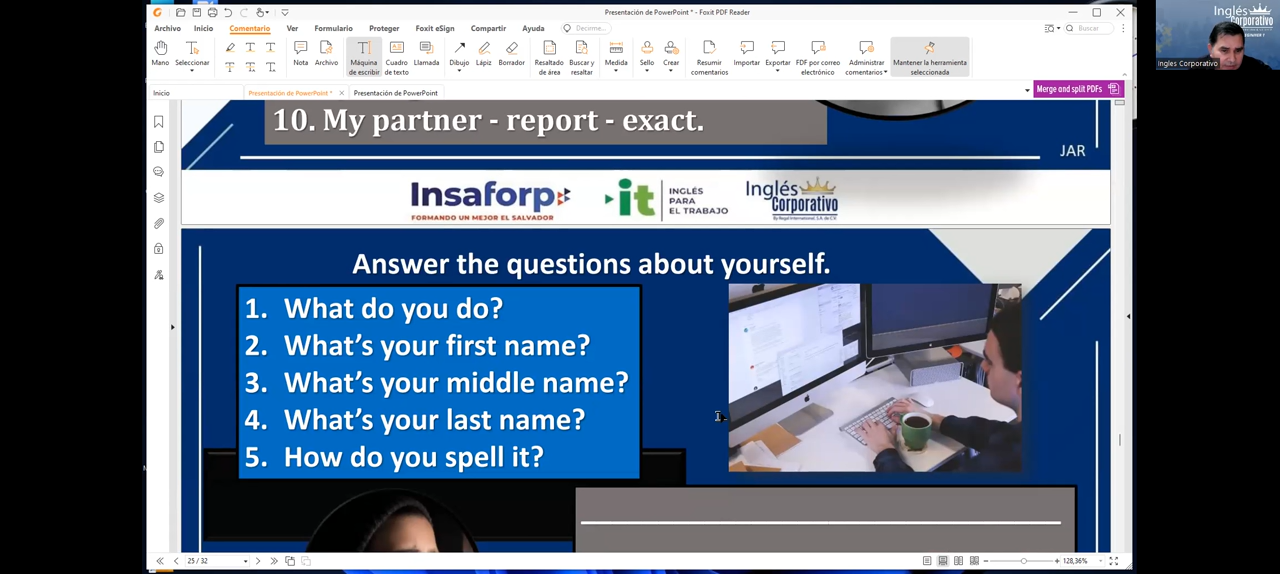 Presentación de PowerPoint * - Foxit PDF Reader
Archivo Inicio Comentario Ver Formulario Proteger Foxit eSign Compartir Ayuda Decirme... Buscar
Mano Seleccionar Nota Archivo Máquina de escribir Cuadro de texto Llamada Dibujo Lápiz Borrador Resaltado de área Buscar y resaltar Medida Sello Crear Resumir comentarios Importar Exportar PDF por correo electrónico Administrar comentarios Mantener la herramienta seleccionada
Inicio Presentación de PowerPoint * Presentación de PowerPoint Merge and split PDFs
10. My partner - report - exact.
JAR
Insaforp
FORMANDO UN MEJOR EL SALVADOR
it INGLÉS PARA EL TRABAJO
Inglés Corporativo
By Regal International, S.A. de C.V.
Answer the questions about yourself.
1. What do you do?
2. What's your first name?
3. What's your middle name?
4. What's your last name?
5. How do you spell it?
25 / 32
128,36%
Inglés Corporativo
Ingles Corporativo